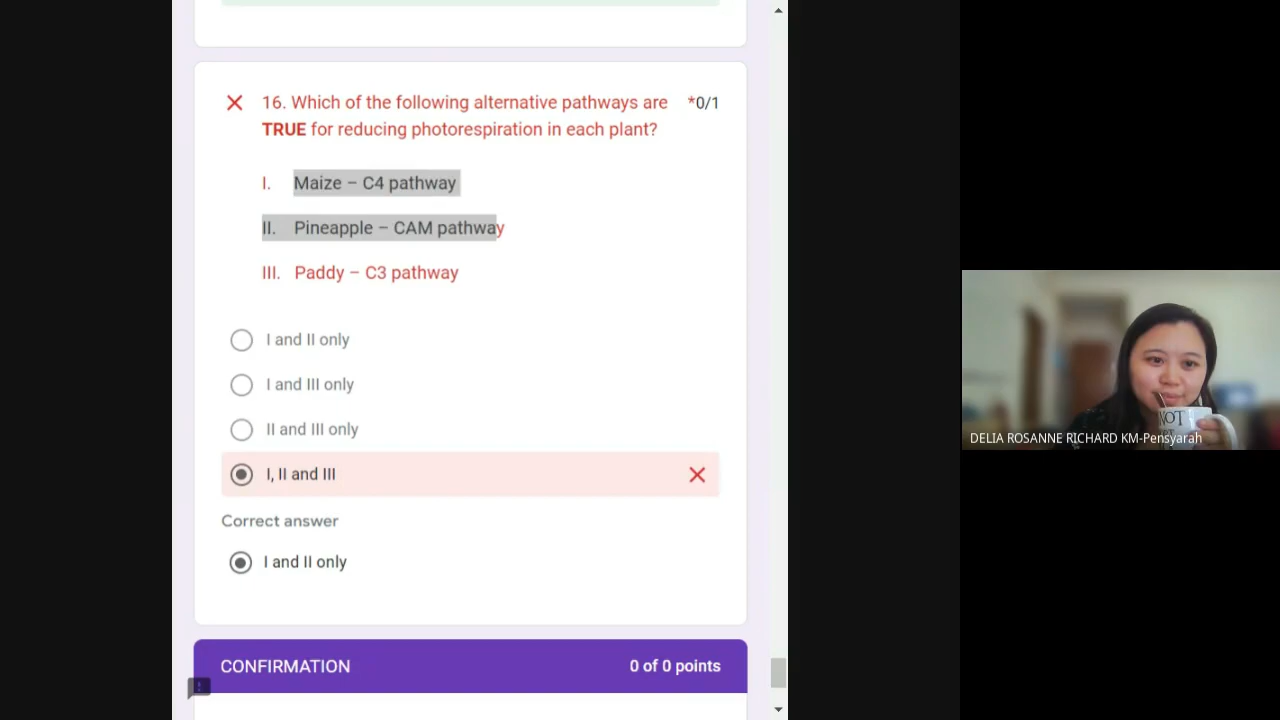 16. Which of the following alternative pathways are *0/1
TRUE for reducing photorespiration in each plant?
I. Maize – C4 pathway
II. Pineapple – CAM pathway
III. Paddy – C3 pathway
I and II only
I and III only
II and III only
I, II and III
Correct answer
I and II only
CONFIRMATION 0 of 0 points
NOT
DELIA ROSANNE RICHARD KM-Pensyarah